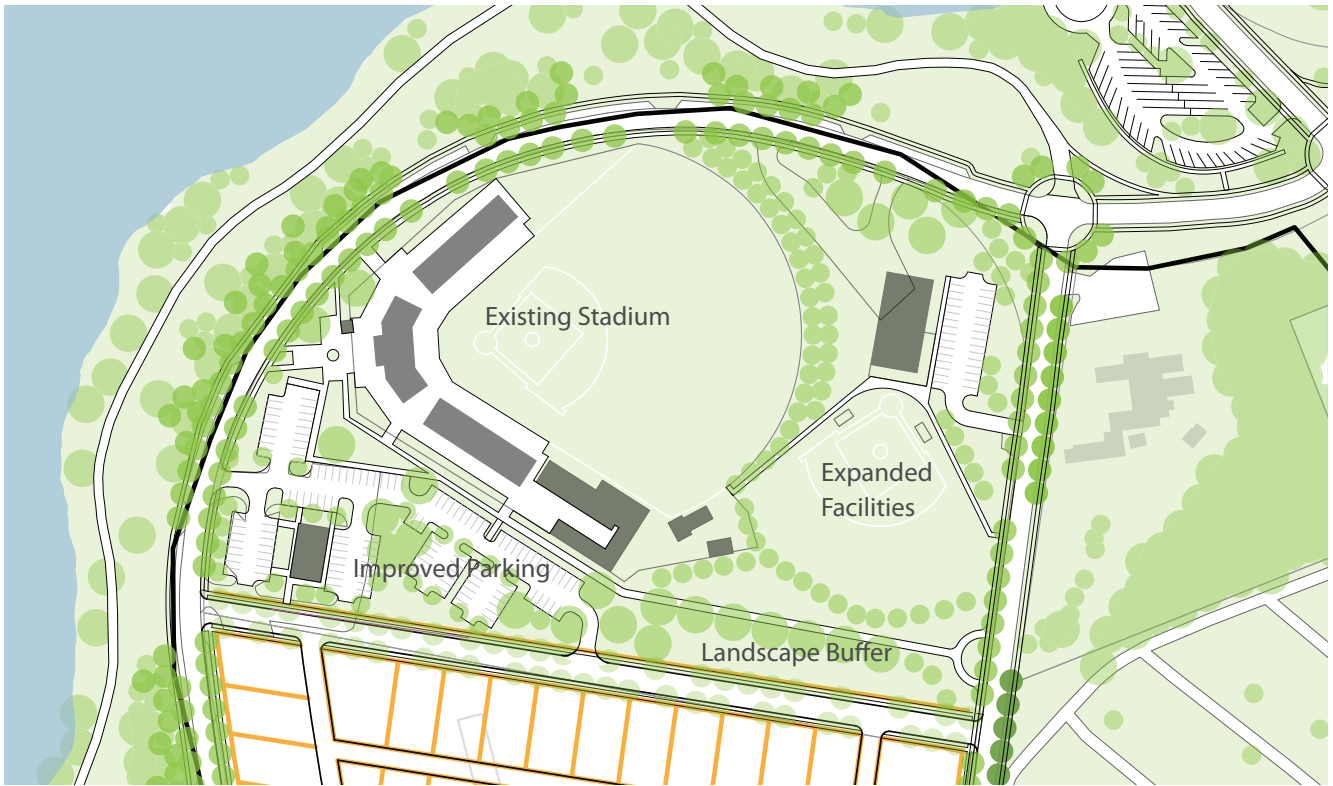 Existing Stadium
Expanded
Facilities
Improved Parking
Landscape Buffer